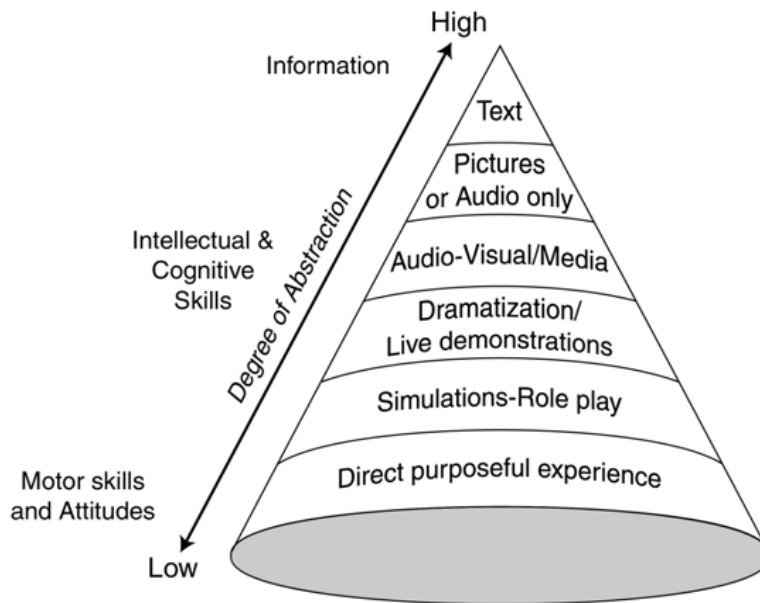 High
Information
Text
Pictures
or Audio only
Intellectual &
Cognitive
Skills
Degree of Abstraction
Audio-Visual/Media
Dramatization/
Live demonstrations
Simulations-Role play
Motor skills
and Attitudes
Direct purposeful experience
Low